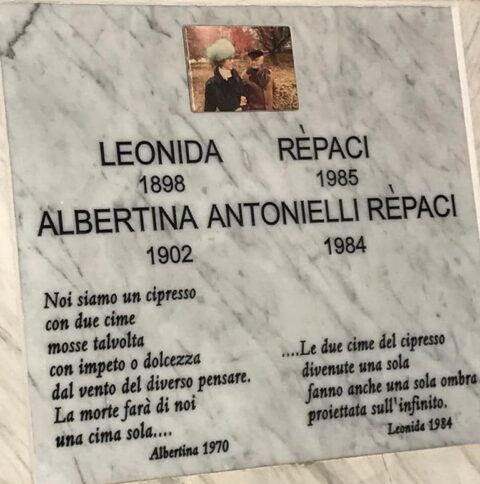 LEONIDA RÈPACI
1898 1985
ALBERTINA ANTONIELLI RÈPACI
1902 1984
Noi siamo un cipresso
con due cime
mosse talvolta
con impeto o dolcezza
dal vento del diverso pensare.
La morte farà di noi
una cima sola....
Albertina 1970
....Le due cime del cipresso
divenute una sola
fanno anche una sola ombra
proiettata sull'infinito.
Leonida 1984